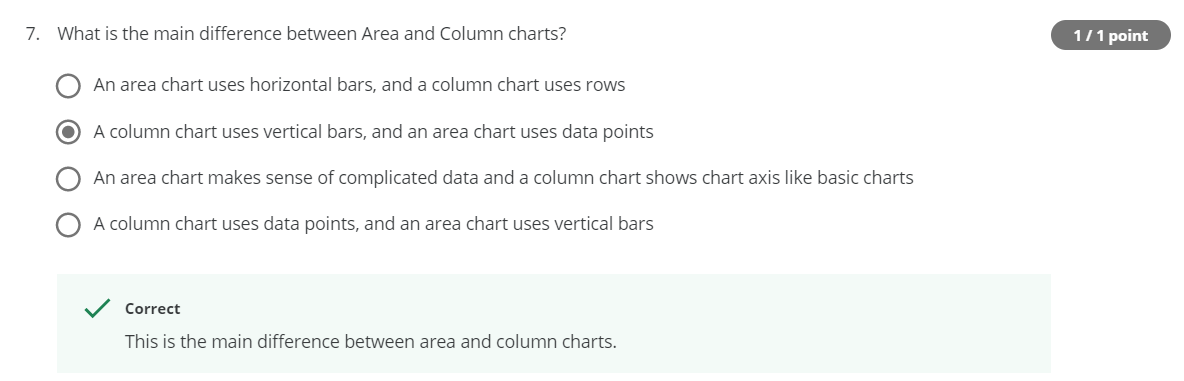 7. What is the main difference between Area and Column charts?
1 / 1 point
An area chart uses horizontal bars, and a column chart uses rows
A column chart uses vertical bars, and an area chart uses data points
An area chart makes sense of complicated data and a column chart shows chart axis like basic charts
A column chart uses data points, and an area chart uses vertical bars
Correct
This is the main difference between area and column charts.